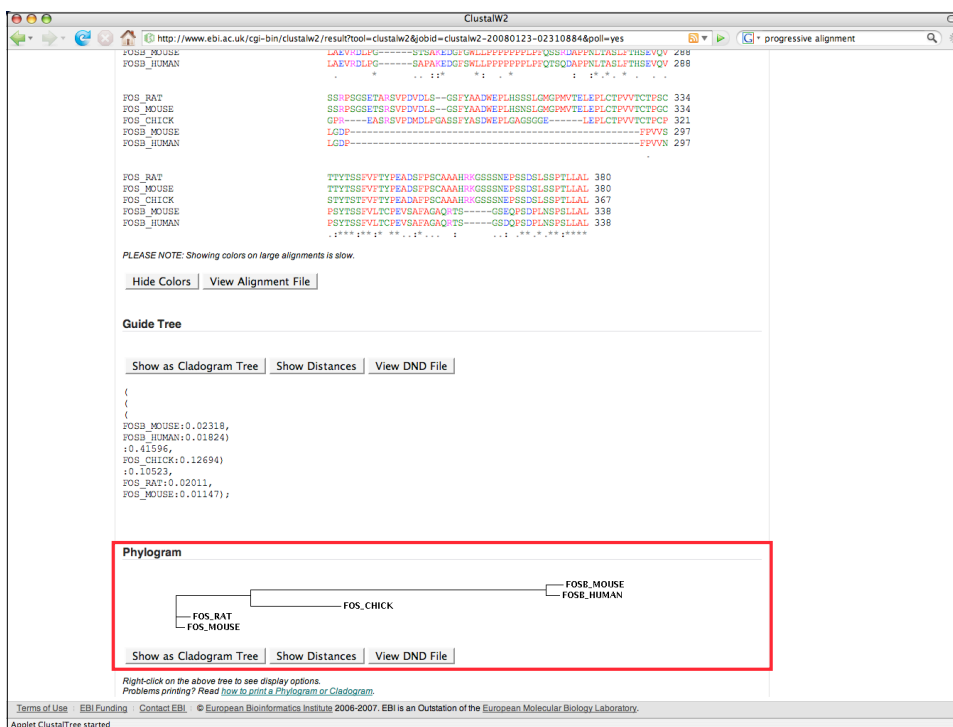 ClustalW2
http://www.ebi.ac.uk/cgi-bin/clustalw2/result?tool=clustalw2&jobid=clustalw2-20080123-02310884&poll=yes
progressive alignment
FOSB_MOUSE LAEVRDLPG------STSAKEDGFGWLLPPPPPPPLPFQSSRDAPPNLTASLFTHSEVQV 288
FOSB_HUMAN LAEVRDLPG------SAPAKEDGFSWLLPPPPPPPLPFQTSQDAPPNLTASLFTHSEVQV 288
FOS_RAT SSRPSGSETARSVPDVDLS--GSFYAADWEPLHSSSLGMGPMVTELEPLCTPVVTCTPSC 334
FOS_MOUSE SSRPSGSETSRSVPDVDLS--GSFYAADWEPLHSNSLGMGPMVTELEPLCTPVVTCTPGC 334
FOS_CHICK GPR----EASRSVPDMDLPGASSFYASDWEPLGAGSGGE------LEPLCTPVVTCTPCP 321
FOSB_MOUSE LGDP--------------------------------------------------FPVVS 297
FOSB_HUMAN LGDP--------------------------------------------------FPVVN 297
FOS_RAT TTYTSSFVFTYPEADSFPSCAAAHRKGSSSNEPSSDSLSSPTLLAL 380
FOS_MOUSE TTYTSSFVFTYPEADSFPSCAAAHRKGSSSNEPSSDSLSSPTLLAL 380
FOS_CHICK STYTSTFVFTYPEADAFPSCAAAHRKGSSSNEPSSDSLSSPTLLAL 367
FOSB_MOUSE PSYTSSFVLTCPEVSAFAGAQRTS-----GSEQPSDPLNSPSLLAL 338
FOSB_HUMAN PSYTSSFVLTCPEVSAFAGAQRTS-----GSDQPSDPLNSPSLLAL 338
PLEASE NOTE: Showing colors on large alignments is slow.
Hide Colors View Alignment File
Guide Tree
Show as Cladogram Tree Show Distances View DND File
(
(
(
FOSB_MOUSE:0.02318,
FOSB_HUMAN:0.01824)
:0.41596,
FOS_CHICK:0.12694)
:0.10523,
FOS_RAT:0.02011,
FOS_MOUSE:0.01147);
Phylogram
FOSB_MOUSE
FOSB_HUMAN
FOS_CHICK
FOS_RAT
FOS_MOUSE
Show as Cladogram Tree Show Distances View DND File
Right-click on the above tree to see display options.
Problems printing? Read how to print a Phylogram or Cladogram.
Terms of Use | EBI Funding | Contact EBI | © European Bioinformatics Institute 2006-2007. EBI is an Outstation of the European Molecular Biology Laboratory.
Applet ClustalTree started